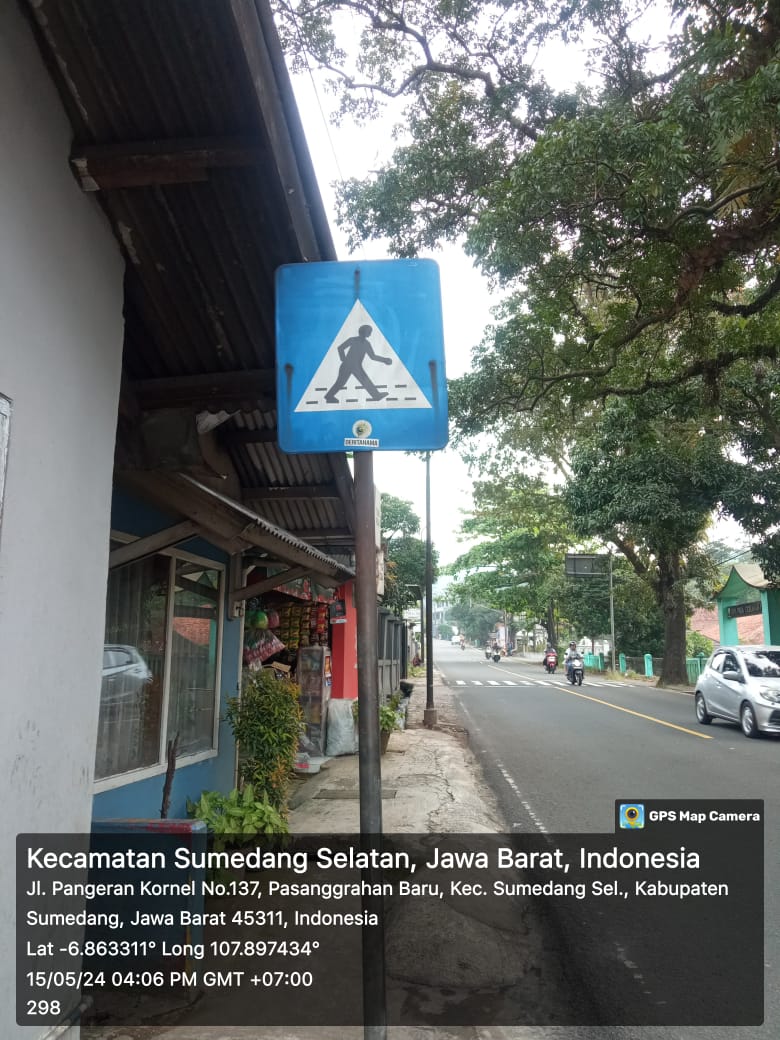 DERITANAMA
GPS Map Camera
Kecamatan Sumedang Selatan, Jawa Barat, Indonesia
Jl. Pangeran Kornel No.137, Pasanggrahan Baru, Kec. Sumedang Sel., Kabupaten
Sumedang, Jawa Barat 45311, Indonesia
Lat -6.863311° Long 107.897434°
15/05/24 04:06 PM GMT +07:00
298